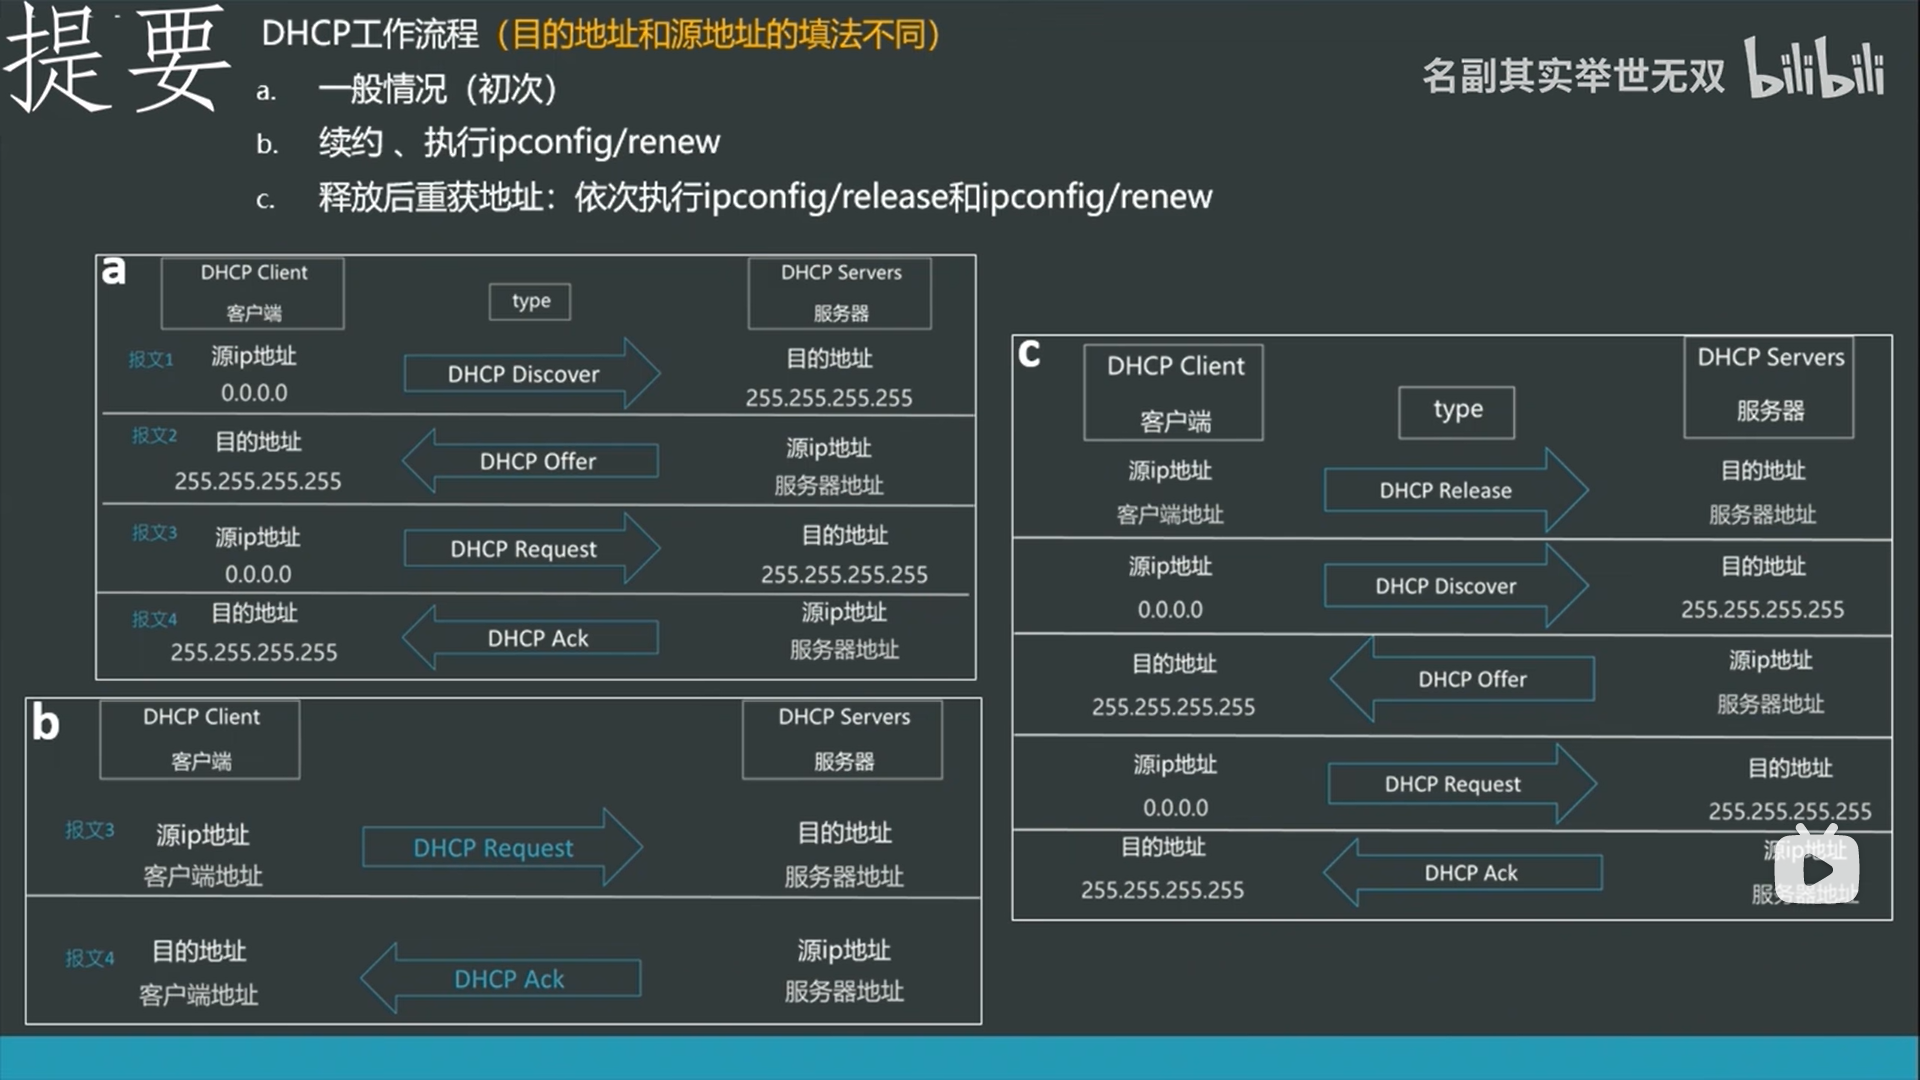 提要
DHCP工作流程（目的地址和源地址的填法不同）
a. 一般情况（初次）
b. 续约 、执行ipconfig/renew
c. 释放后重获地址：依次执行ipconfig/release和ipconfig/renew
名副其实举世无双 bilibili
a
DHCP Client
客户端
type
DHCP Servers
服务器
报文1
源ip地址
0.0.0.0
DHCP Discover
目的地址
255.255.255.255
报文2
目的地址
255.255.255.255
DHCP Offer
源ip地址
服务器地址
报文3
源ip地址
0.0.0.0
DHCP Request
目的地址
255.255.255.255
报文4
目的地址
255.255.255.255
DHCP Ack
源ip地址
服务器地址
b
DHCP Client
客户端
DHCP Servers
服务器
报文3
源ip地址
客户端地址
DHCP Request
目的地址
服务器地址
报文4
目的地址
客户端地址
DHCP Ack
源ip地址
服务器地址
c
DHCP Client
客户端
type
DHCP Servers
服务器
源ip地址
客户端地址
DHCP Release
目的地址
服务器地址
源ip地址
0.0.0.0
DHCP Discover
目的地址
255.255.255.255
目的地址
255.255.255.255
DHCP Offer
源ip地址
服务器地址
源ip地址
0.0.0.0
DHCP Request
目的地址
255.255.255.255
目的地址
255.255.255.255
DHCP Ack
源ip地址
服务器地址